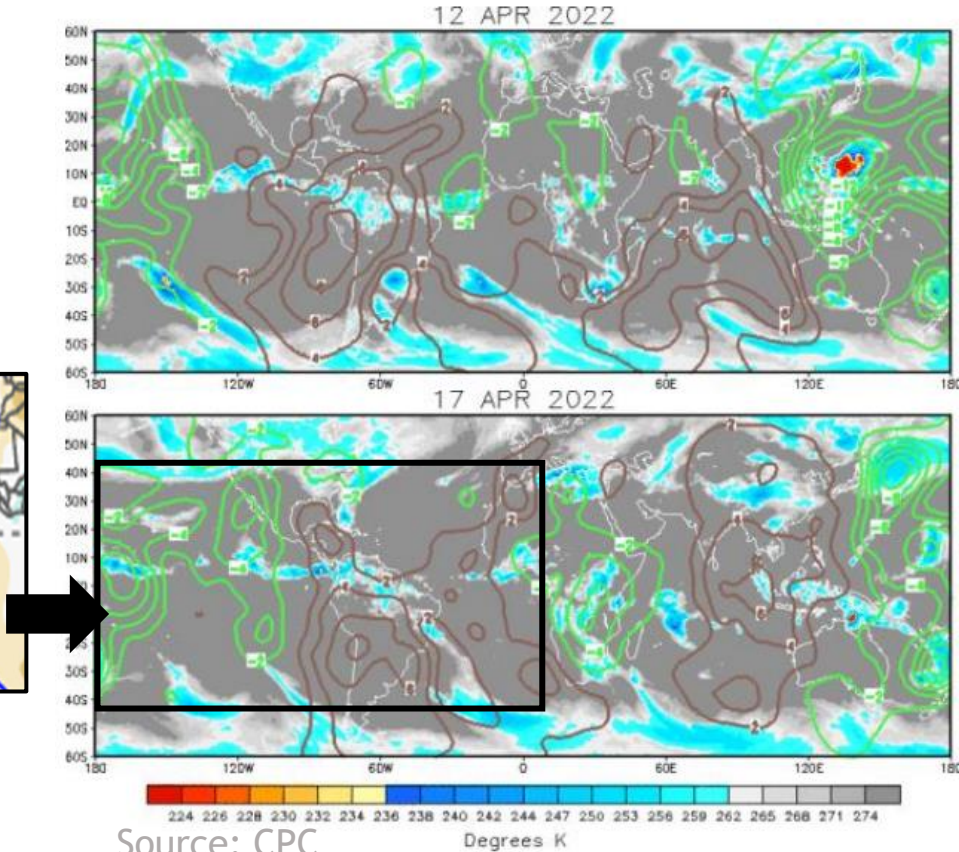 12 APR 2022
60N
50N
40N
30N
20N
10N
EQ
10S
20S
30S
40S
50S
60S
180 120W 60W 0 60E 120E 180
17 APR 2022
60N
50N
40N
30N
20N
10N
20S
30S
40S
50S
60S
180 120W 60W 0 60E 120E 180
224 226 228 230 232 234 236 238 240 242 244 247 250 253 256 259 262 265 268 271 274
Degrees K
Source: CPC